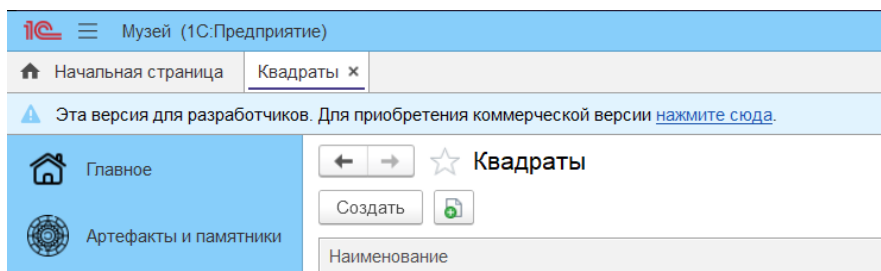 1С Музей (1С:Предприятие)
Начальная страница Квадраты ×
Эта версия для разработчиков. Для приобретения коммерческой версии нажмите сюда.
Главное
Квадраты
Создать
Артефакты и памятники
Наименование